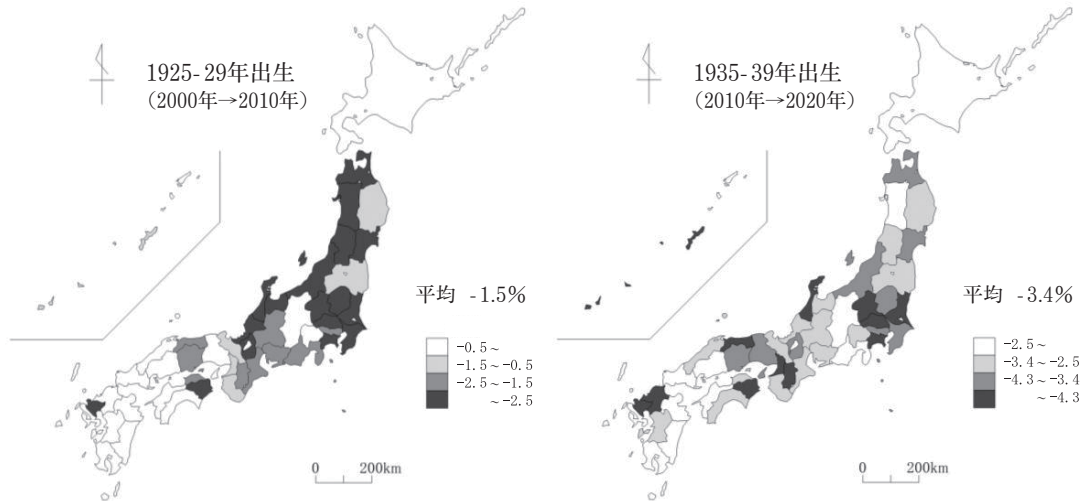 1925-29年出生
（2000年→2010年）
平均 -1.5%
-0.5～
-1.5～-0.5
-2.5～-1.5
～-2.5
0 200km
1935-39年出生
（2010年→2020年）
平均 -3.4%
-2.5～
-3.4～-2.5
-4.3～-3.4
～-4.3
0 200km